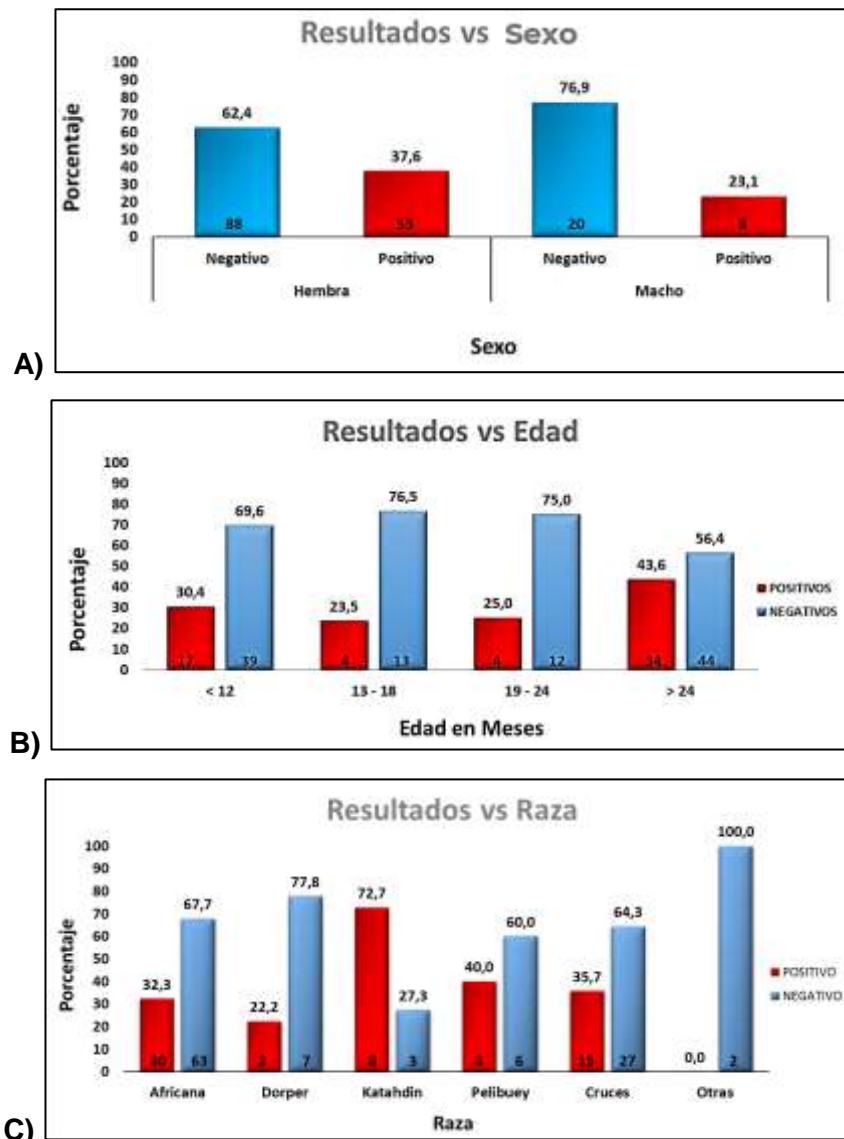 Resultados vs Sexo
Porcentaje
100
90
80
70
60
50
40
30
20
10
0
62,4
37,6
76,9
23,1
88
53
20
6
Negativo Positivo Negativo Positivo
Hembra Macho
Sexo
A)
Resultados vs Edad
Porcentaje
100
90
80
70
60
50
40
30
20
10
0
30,4
69,6
23,5
76,5
25,0
75,0
43,6
56,4
17 39 4 13 4 12 34 44
< 12 13 - 18 19 - 24 > 24
POSITIVOS
NEGATIVOS
Edad en Meses
B)
Resultados vs Raza
Porcentaje
100
90
80
70
60
50
40
30
20
10
0
32,3
67,7
22,2
77,8
72,7
27,3
40,0
60,0
35,7
64,3
0,0
100,0
30 63 2 7 8 3 4 6 15 27 2
Africana Dorper Katahdin Pelibuey Cruces Otras
POSITIVO
NEGATIVO
Raza
C)